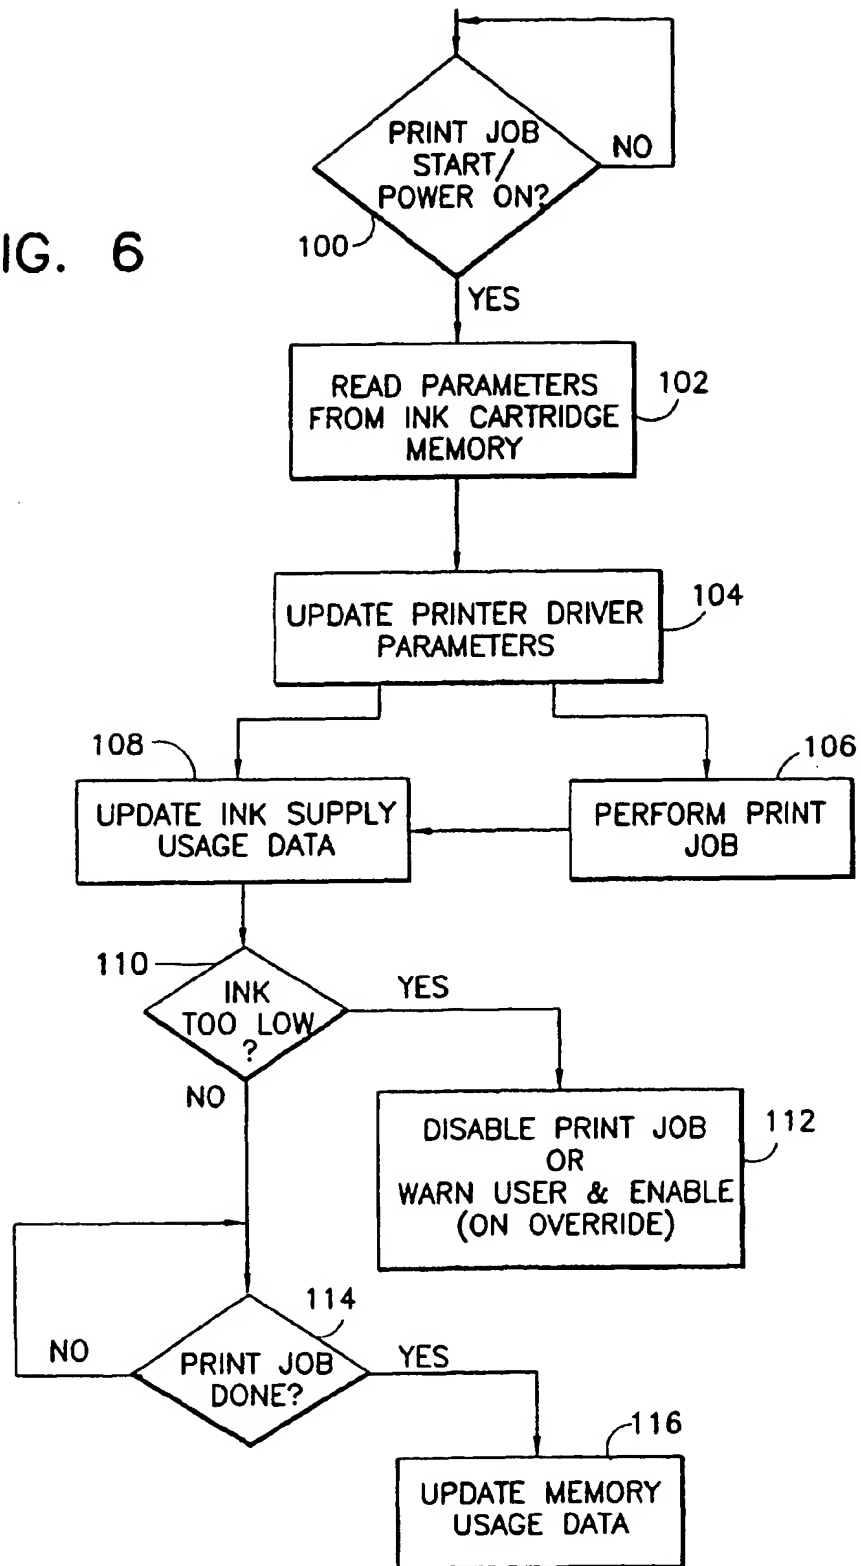 PRINT JOB
START/
POWER ON?
NO
100
IG. 6
YES
READ PARAMETERS
FROM INK CARTRIDGE
MEMORY
102
UPDATE PRINTER DRIVER
PARAMETERS
104
108
106
UPDATE INK SUPPLY
USAGE DATA
PERFORM PRINT
JOB
110
INK
TOO LOW
?
YES
NO
DISABLE PRINT JOB
OR
WARN USER & ENABLE
(ON OVERRIDE)
112
114
NO
PRINT JOB
DONE?
YES
116
UPDATE MEMORY
USAGE DATA